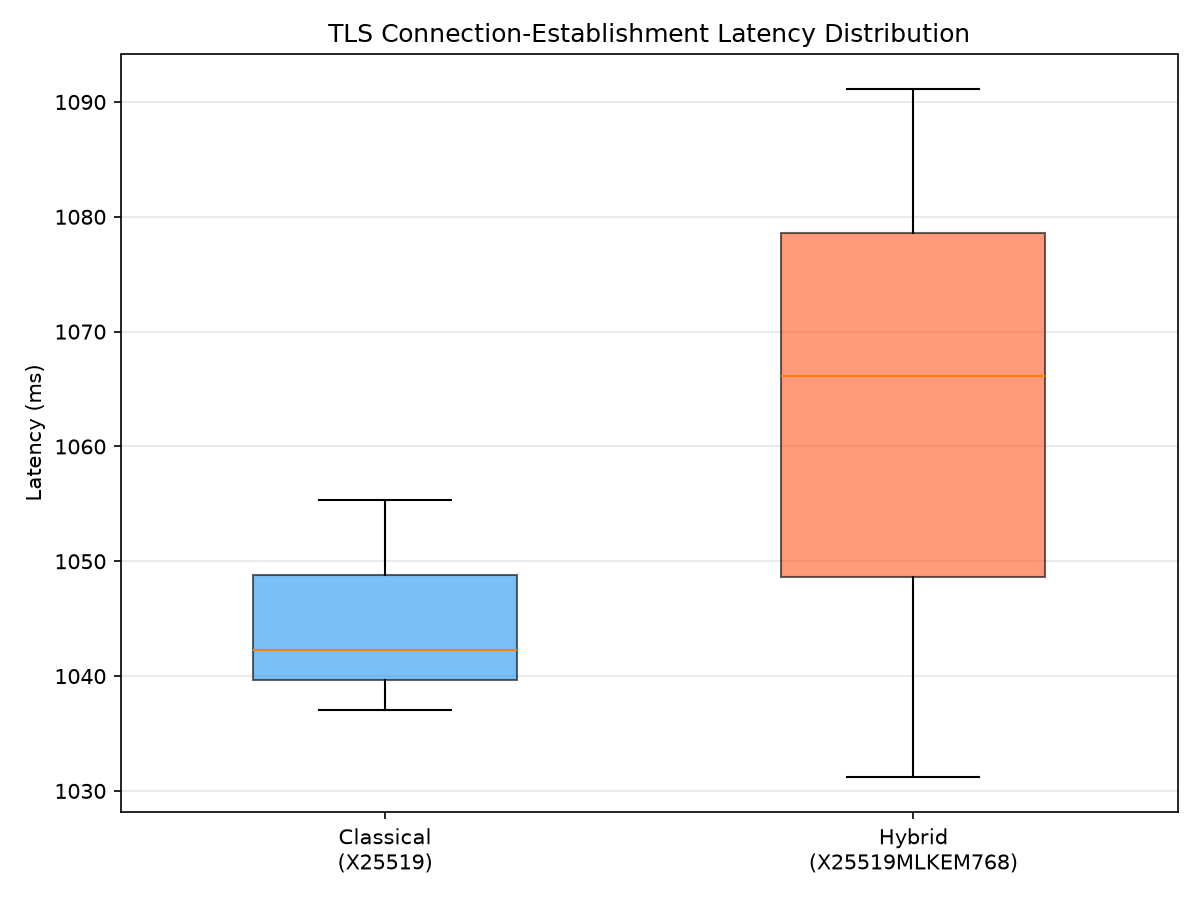 TLS Connection-Establishment Latency Distribution
Latency (ms)
1090
1080
1070
1060
1050
1040
1030
Classical
(X25519)
Hybrid
(X25519MLKEM768)